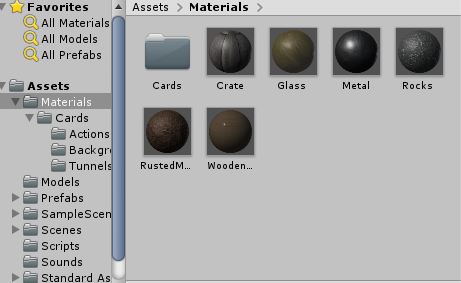 Favorites
All Materials
All Models
All Prefabs
Assets
Materials
Cards
Actions
Backgr
Tunnels
Models
Prefabs
SampleScen
Scenes
Scripts
Sounds
Standard As
Assets Materials
Cards Crate Glass Metal Rocks
RustedM... Wooden...